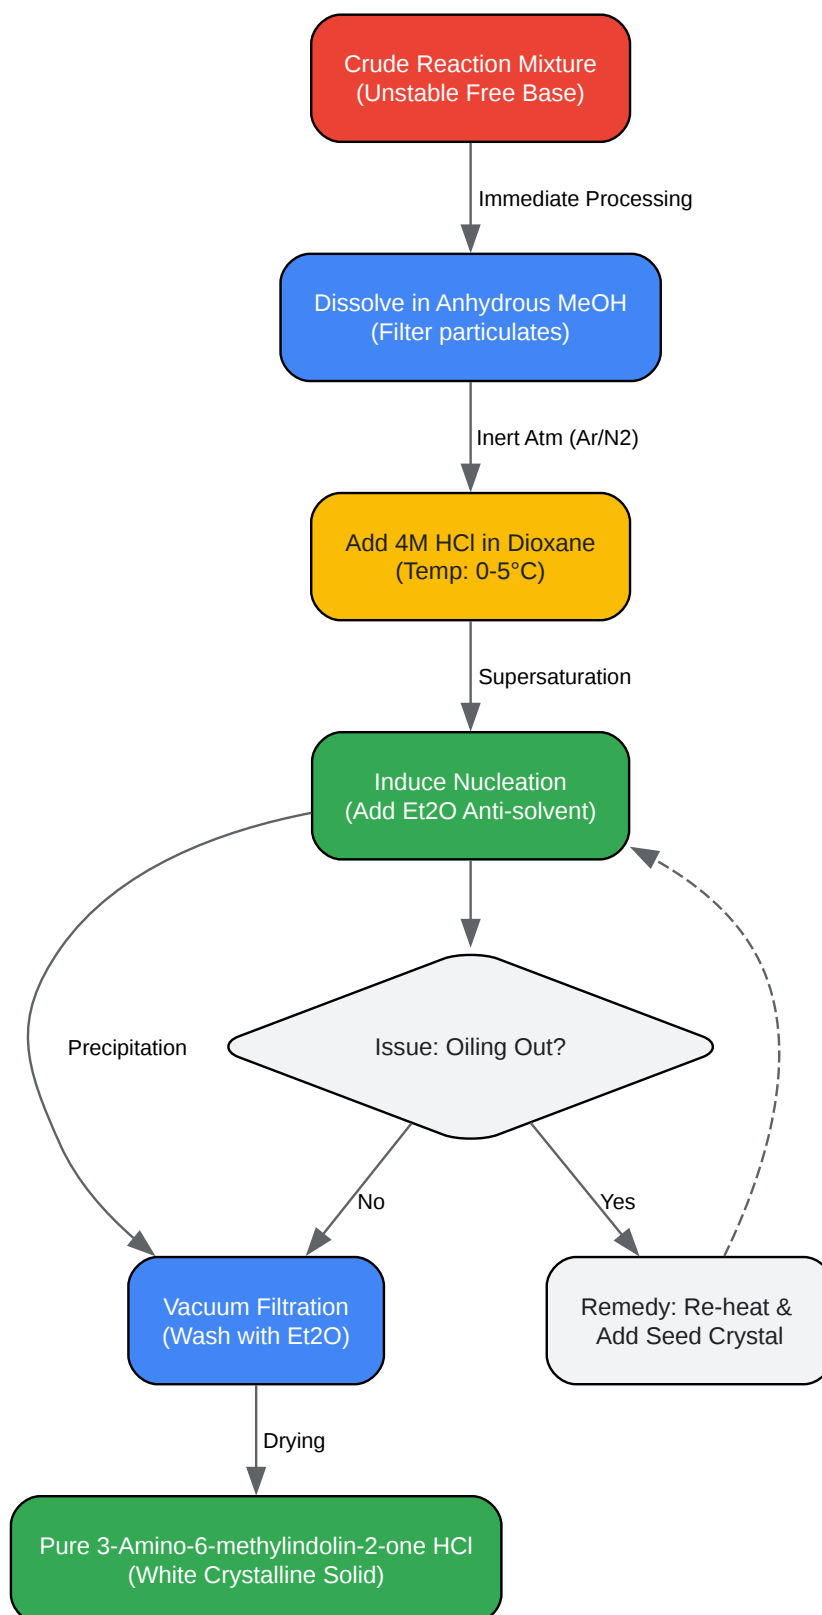 Crude Reaction Mixture
(Unstable Free Base)
Immediate Processing
Dissolve in Anhydrous MeOH
(Filter particulates)
Inert Atm (Ar/N2)
Add 4M HCl in Dioxane
(Temp: 0-5°C)
Supersaturation
Induce Nucleation
(Add Et2O Anti-solvent)
Precipitation
Issue: Oiling Out?
No
Yes
Vacuum Filtration
(Wash with Et2O)
Remedy: Re-heat &
Add Seed Crystal
Drying
Pure 3-Amino-6-methylindolin-2-one HCl
(White Crystalline Solid)